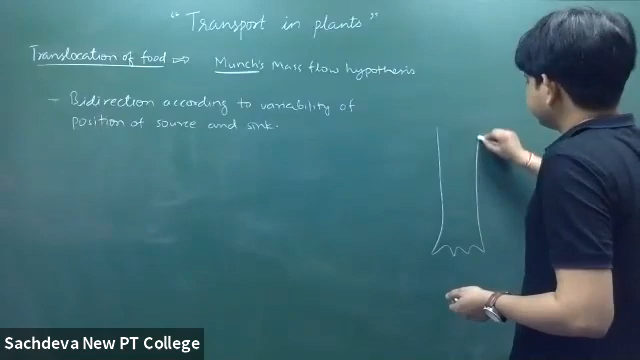 "Transport in plants"
Translocation of food ⇒ Munch's Mass flow hypothesis
- Bidirection according to variability of
position of source and sink.
Sachdeva New PT College